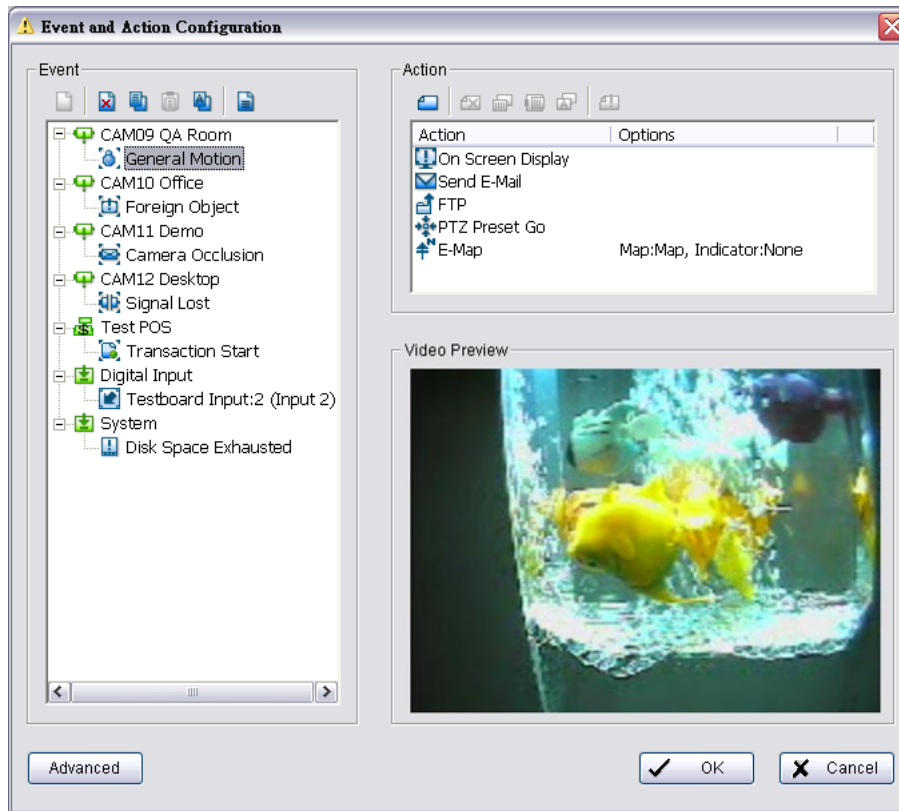 Event and Action Configuration
Event
CAM09 QA Room
General Motion
CAM10 Office
Foreign Object
CAM11 Demo
Camera Occlusion
CAM12 Desktop
Signal Lost
Test POS
Transaction Start
Digital Input
Testboard Input:2 (Input 2)
System
Disk Space Exhausted
Action
Action Options
On Screen Display
Send E-Mail
FTP
PTZ Preset Go
E-Map Map:Map, Indicator:None
Video Preview
Advanced
OK
Cancel